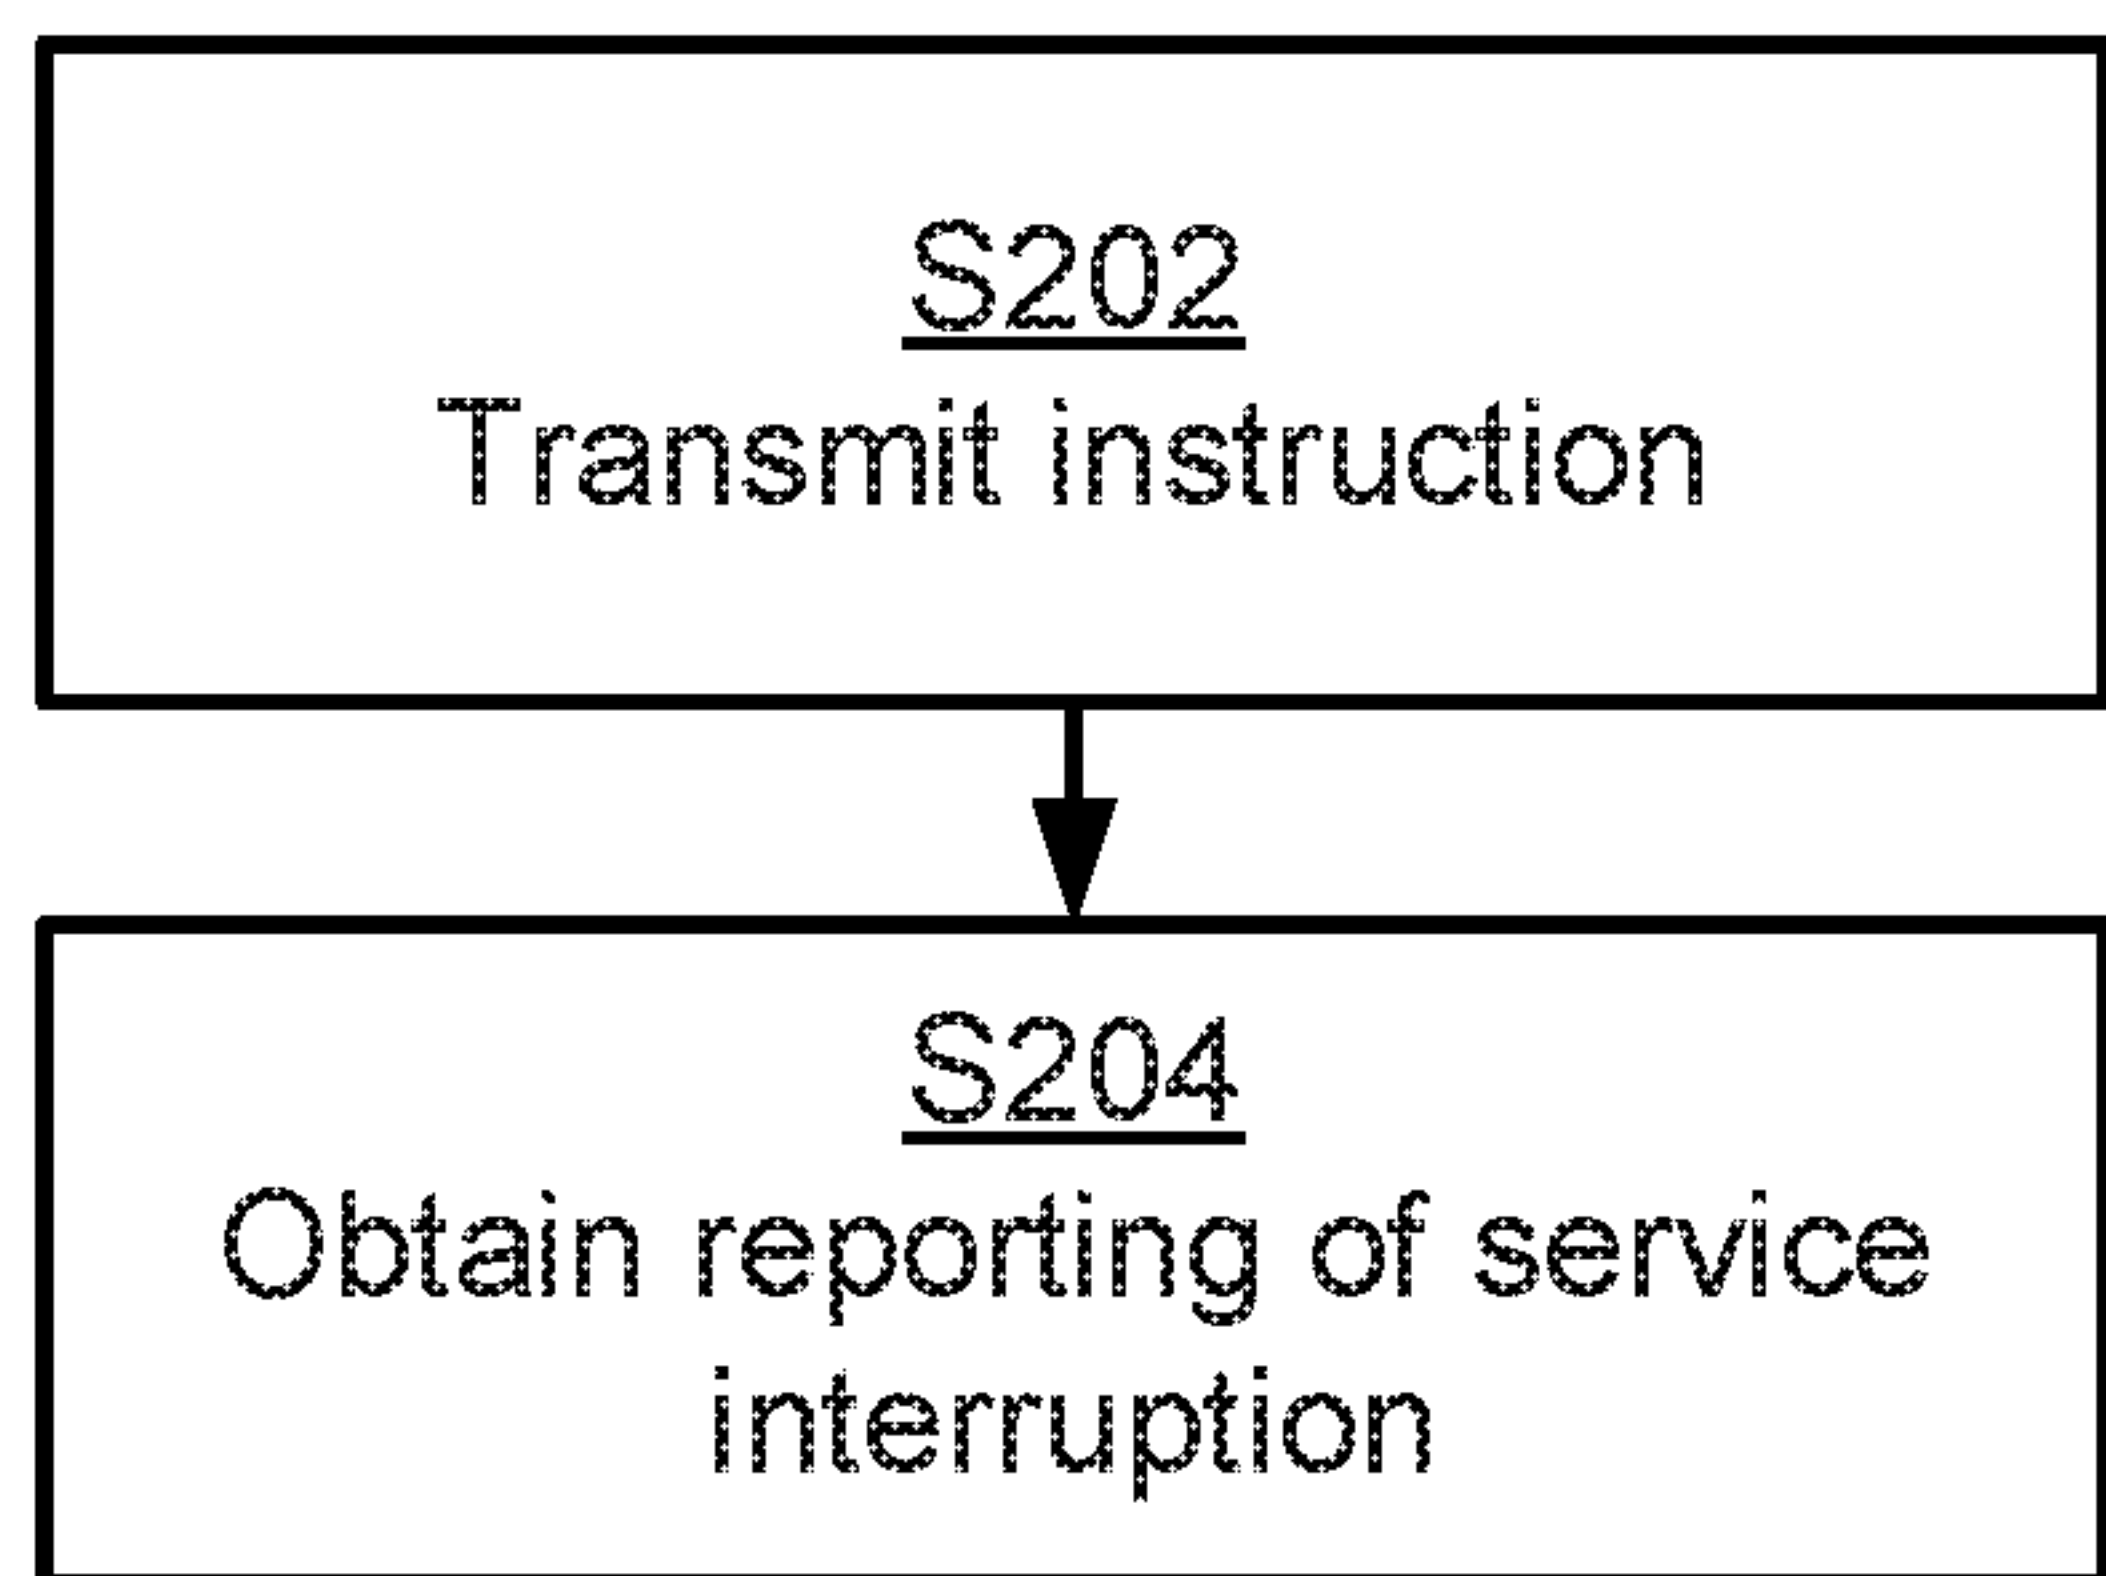 S202
Transmit instruction
S204
Obtain reporting of service
interruption